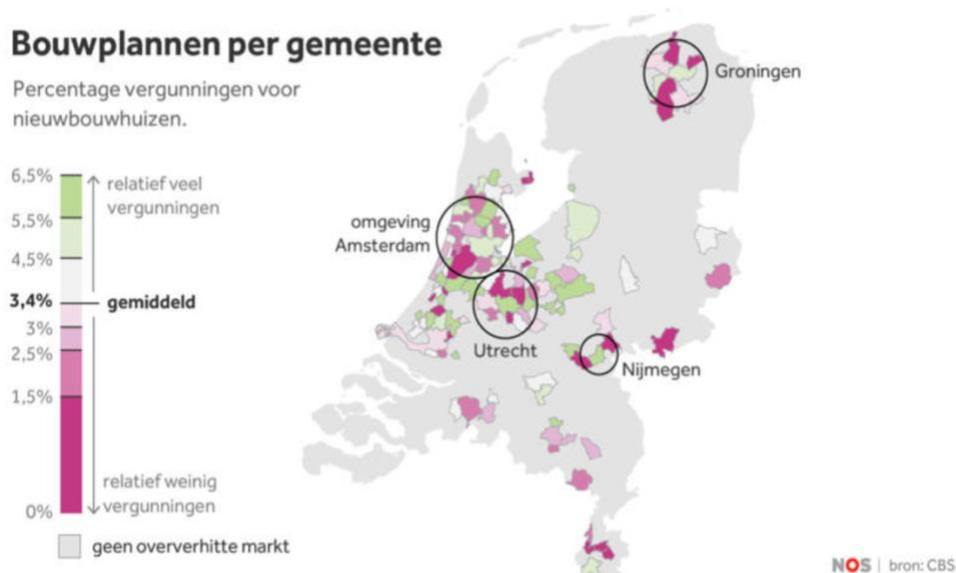 Bouwplannen per gemeente
Percentage vergunningen voor
nieuwbouwhuizen.
6,5%
relatief veel
vergunningen
5,5%
4,5%
3,4%
gemiddeld
3%
2,5%
1,5%
relatief weinig
vergunningen
0%
geen oververhitte markt
Groningen
omgeving
Amsterdam
Utrecht
Nijmegen
NOS | bron: CBS